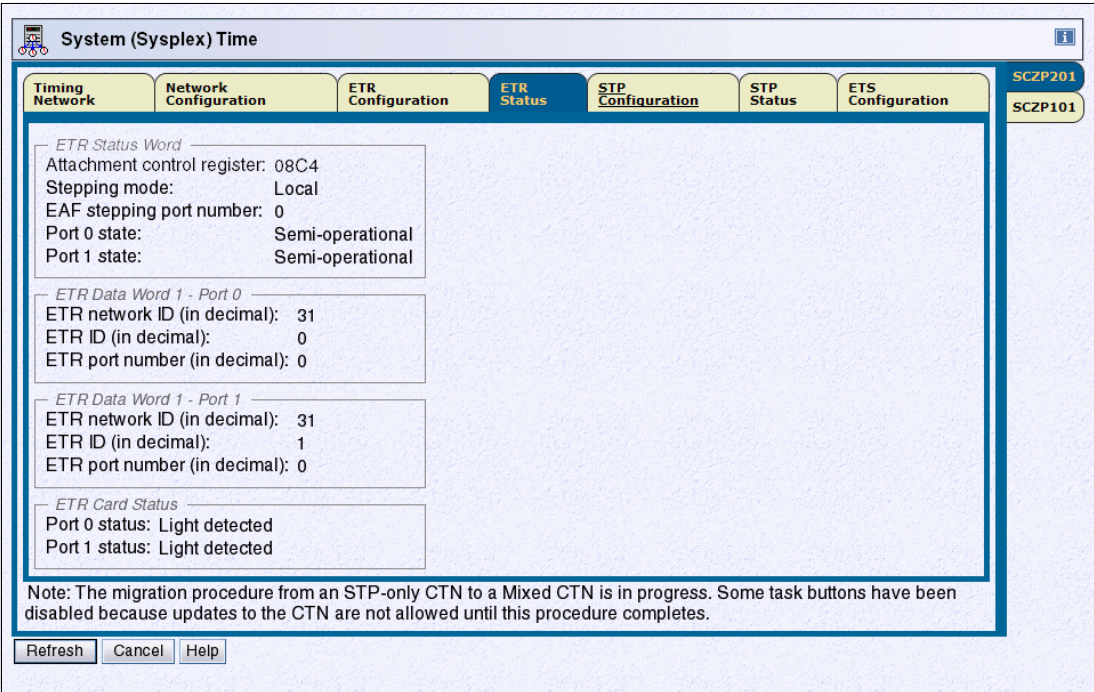 System (Sysplex) Time
i
Timing Network
Network Configuration
ETR Configuration
ETR Status
STP Configuration
STP Status
ETS Configuration
SCZP201
SCZP101
ETR Status Word
Attachment control register: 08C4
Stepping mode: Local
EAF stepping port number: 0
Port 0 state: Semi-operational
Port 1 state: Semi-operational
ETR Data Word 1 - Port 0
ETR network ID (in decimal): 31
ETR ID (in decimal): 0
ETR port number (in decimal): 0
ETR Data Word 1 - Port 1
ETR network ID (in decimal): 31
ETR ID (in decimal): 1
ETR port number (in decimal): 0
ETR Card Status
Port 0 status: Light detected
Port 1 status: Light detected
Note: The migration procedure from an STP-only CTN to a Mixed CTN is in progress. Some task buttons have been
disabled because updates to the CTN are not allowed until this procedure completes.
Refresh Cancel Help